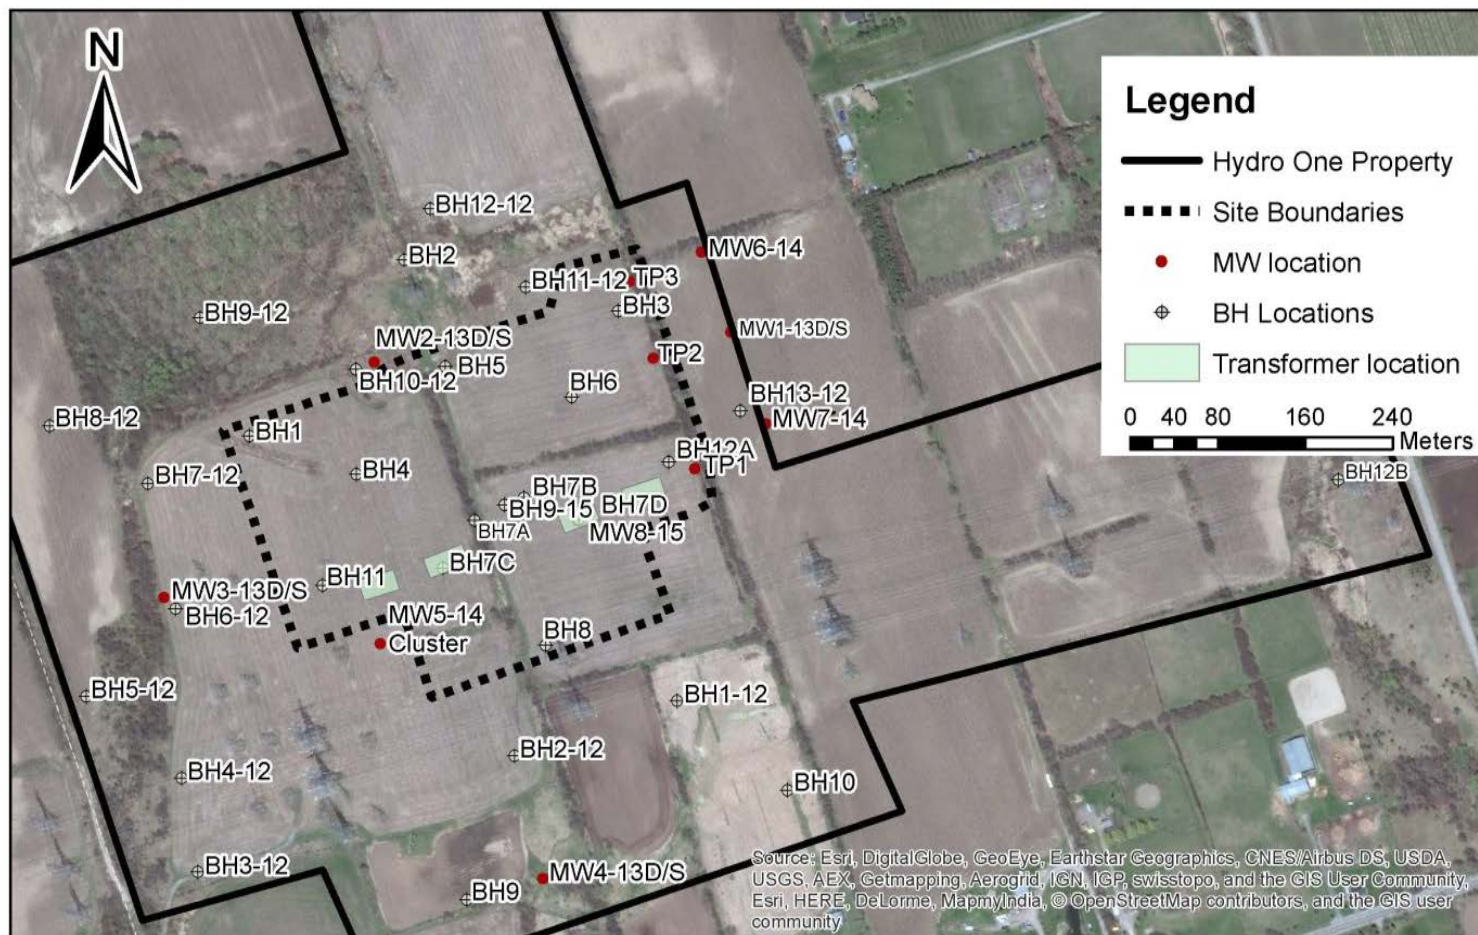 N
Legend
Hydro One Property
Site Boundaries
MW location
BH Locations
Transformer location
0 40 80 160 240
Meters
BH12-12
BH2
MW6-14
BH11-12
TP3
BH3
BH9-12
MW1-13D/S
MW2-13D/S
TP2
BH10-12
BH5
BH6
BH13-12
MW7-14
BH8-12
BH1
BH12A
TP1
BH4
BH7-12
BH12B
BH7B
BH7D
BH9-15
BH7A
MW8-15
BH7C
BH11
MW3-13D/S
BH6-12
MW5-14
Cluster
BH8
BH5-12
BH1-12
BH2-12
BH4-12
BH10
BH3-12
MW4-13D/S
BH9
Source: Esri, DigitalGlobe, GeoEye, Earthstar Geographics, CNES/Airbus DS, USDA,
USGS, AEX, Getmapping, Aerogrid, IGN, IGP, swisstopo, and the GIS User Community,
Esri, HERE, DeLorme, MapmyIndia, © OpenStreetMap contributors, and the GIS user
community